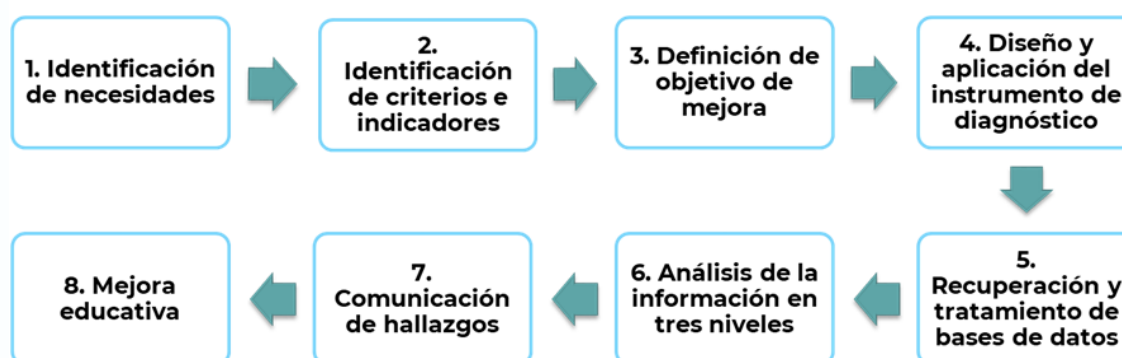 1. Identificación
de necesidades
2.
Identificación
de criterios e
indicadores
3. Definición de
objetivo de
mejora
4. Diseño y
aplicación del
instrumento de
diagnóstico
5.
Recuperación y
tratamiento de
bases de datos
6. Análisis de la
información en
tres niveles
7.
Comunicación
de hallazgos
8. Mejora
educativa